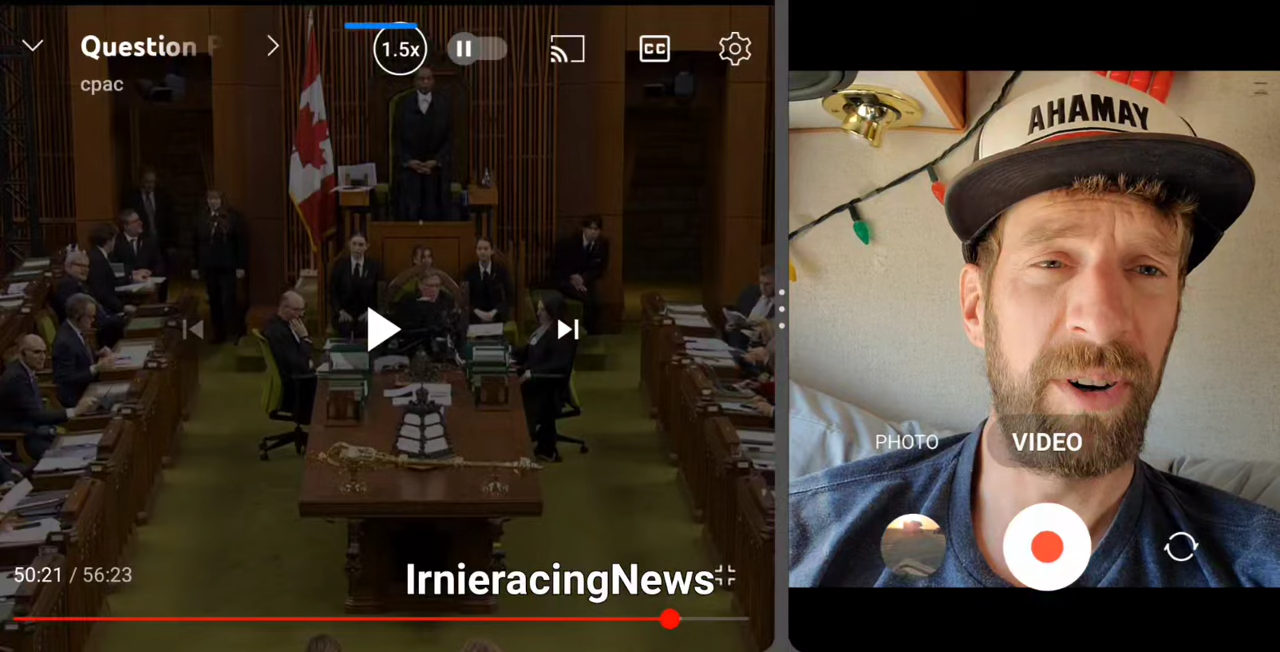 Question
1.5x
CC
cpac
AHAMAY
PHOTO
VIDEO
50:21 / 56:23
IrnieracingNews